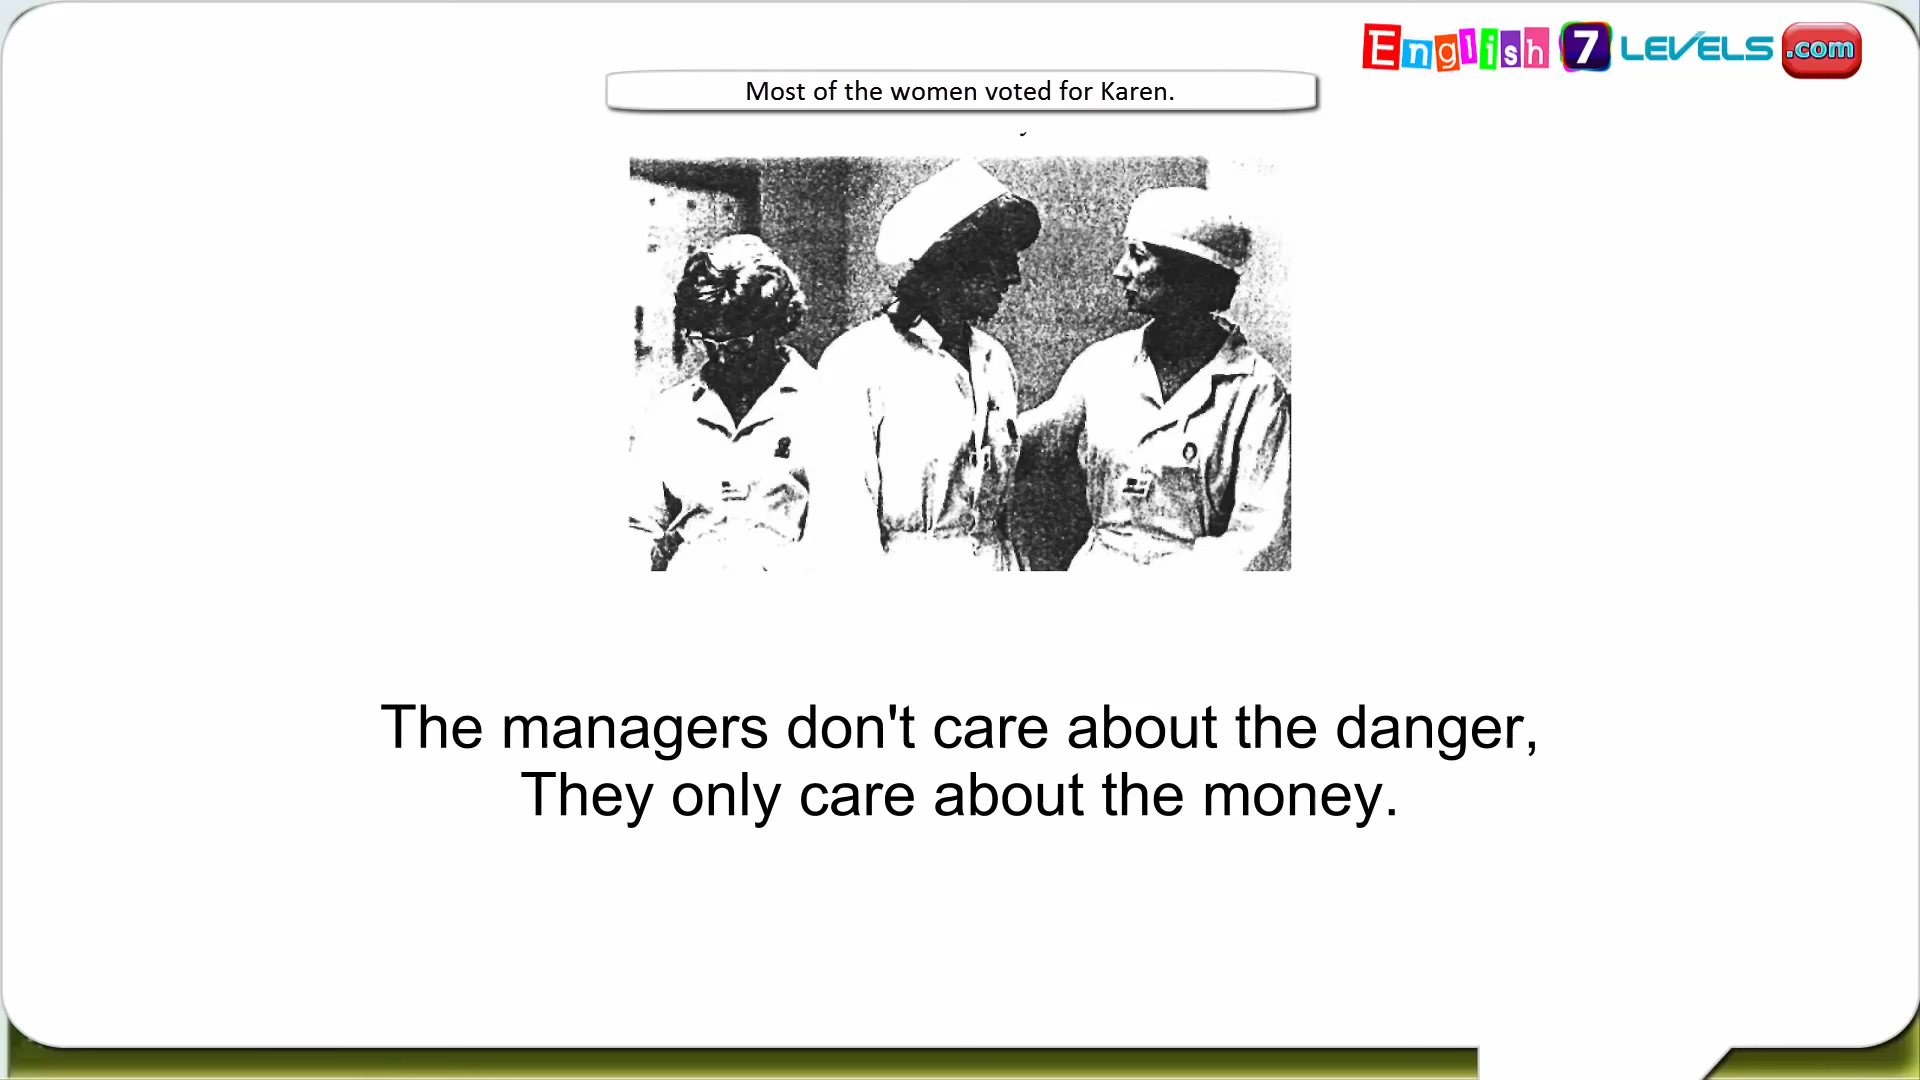 English 7 LEVELS .com
Most of the women voted for Karen.
The managers don't care about the danger,
They only care about the money.